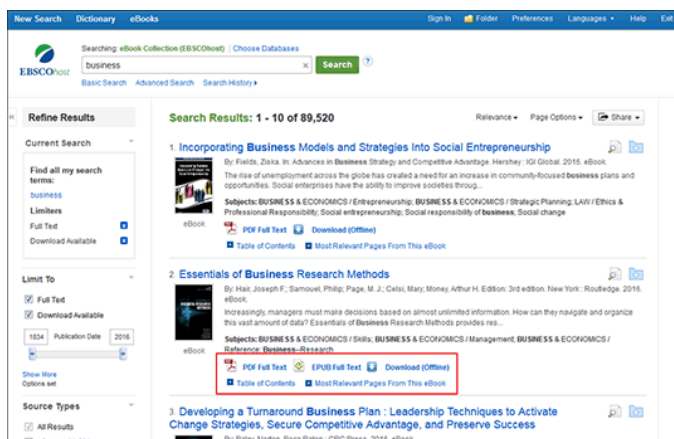 New Search Dictionary eBooks Sign In Folder Preferences Languages Help Exit
Searching: eBook Collection (EBSCOhost) Choose Databases
EBSCOhost
business × Search ?
Basic Search Advanced Search Search History
Refine Results
Current Search
Find all my search
terms:
business
Limiters
Full Text
Download Available
Limit To
Full Text
Download Available
1834 Publication Date 2016
Show More
Options set
Source Types
All Results
Search Results: 1 - 10 of 89,520 Relevance Page Options Share
1. Incorporating Business Models and Strategies Into Social Entrepreneurship
By: Fields, Ziska. In: Advances in Business Strategy and Competitive Advantage. Hershey : IGI Global. 2015. eBook.
The rise of unemployment across the globe has created a need for an increase in community-focused business plans and
opportunities. Social enterprises have the ability to improve societies throug...
Subjects: BUSINESS & ECONOMICS / Entrepreneurship; BUSINESS & ECONOMICS / Strategic Planning; LAW / Ethics &
Professional Responsibility; Social entrepreneurship; Social responsibility of business; Social change
eBook
PDF Full Text Download (Offline)
Table of Contents Most Relevant Pages From This eBook
2. Essentials of Business Research Methods
By: Hair, Joseph F.; Samouel, Philip; Page, M. J.; Celsi, Mary; Money, Arthur H. Edition: 3rd edition. New York : Routledge. 2016.
eBook.
Increasingly, managers must make decisions based on almost unlimited information. How can they navigate and organize
this vast amount of data? Essentials of Business Research Methods provides res...
Subjects: BUSINESS & ECONOMICS / Skills; BUSINESS & ECONOMICS / Management; BUSINESS & ECONOMICS /
Reference; Business--Research
eBook
PDF Full Text EPUB Full Text Download (Offline)
Table of Contents Most Relevant Pages From This eBook
3. Developing a Turnaround Business Plan : Leadership Techniques to Activate
Change Strategies, Secure Competitive Advantage, and Preserve Success